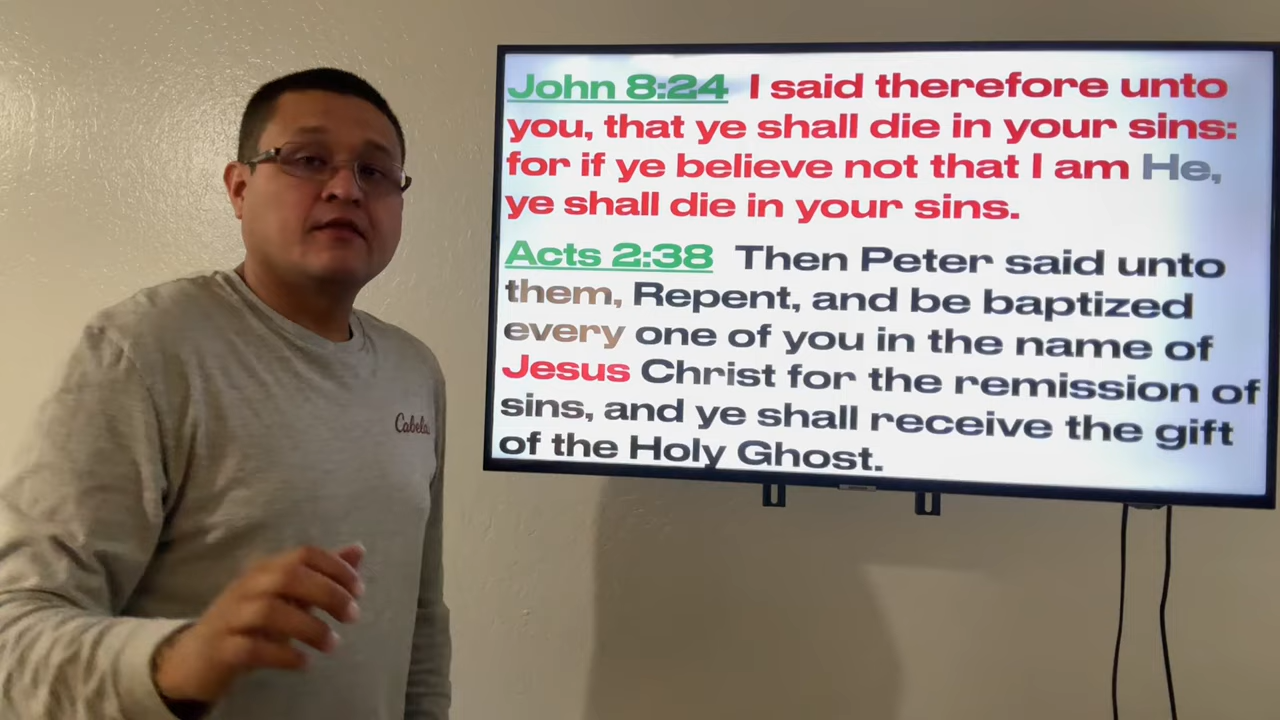 John 8:24 I said therefore unto
you, that ye shall die in your sins:
for if ye believe not that I am He,
ye shall die in your sins.
Acts 2:38 Then Peter said unto
them, Repent, and be baptized
every one of you in the name of
Jesus Christ for the remission of
sins, and ye shall receive the gift
of the Holy Ghost.
Cabela